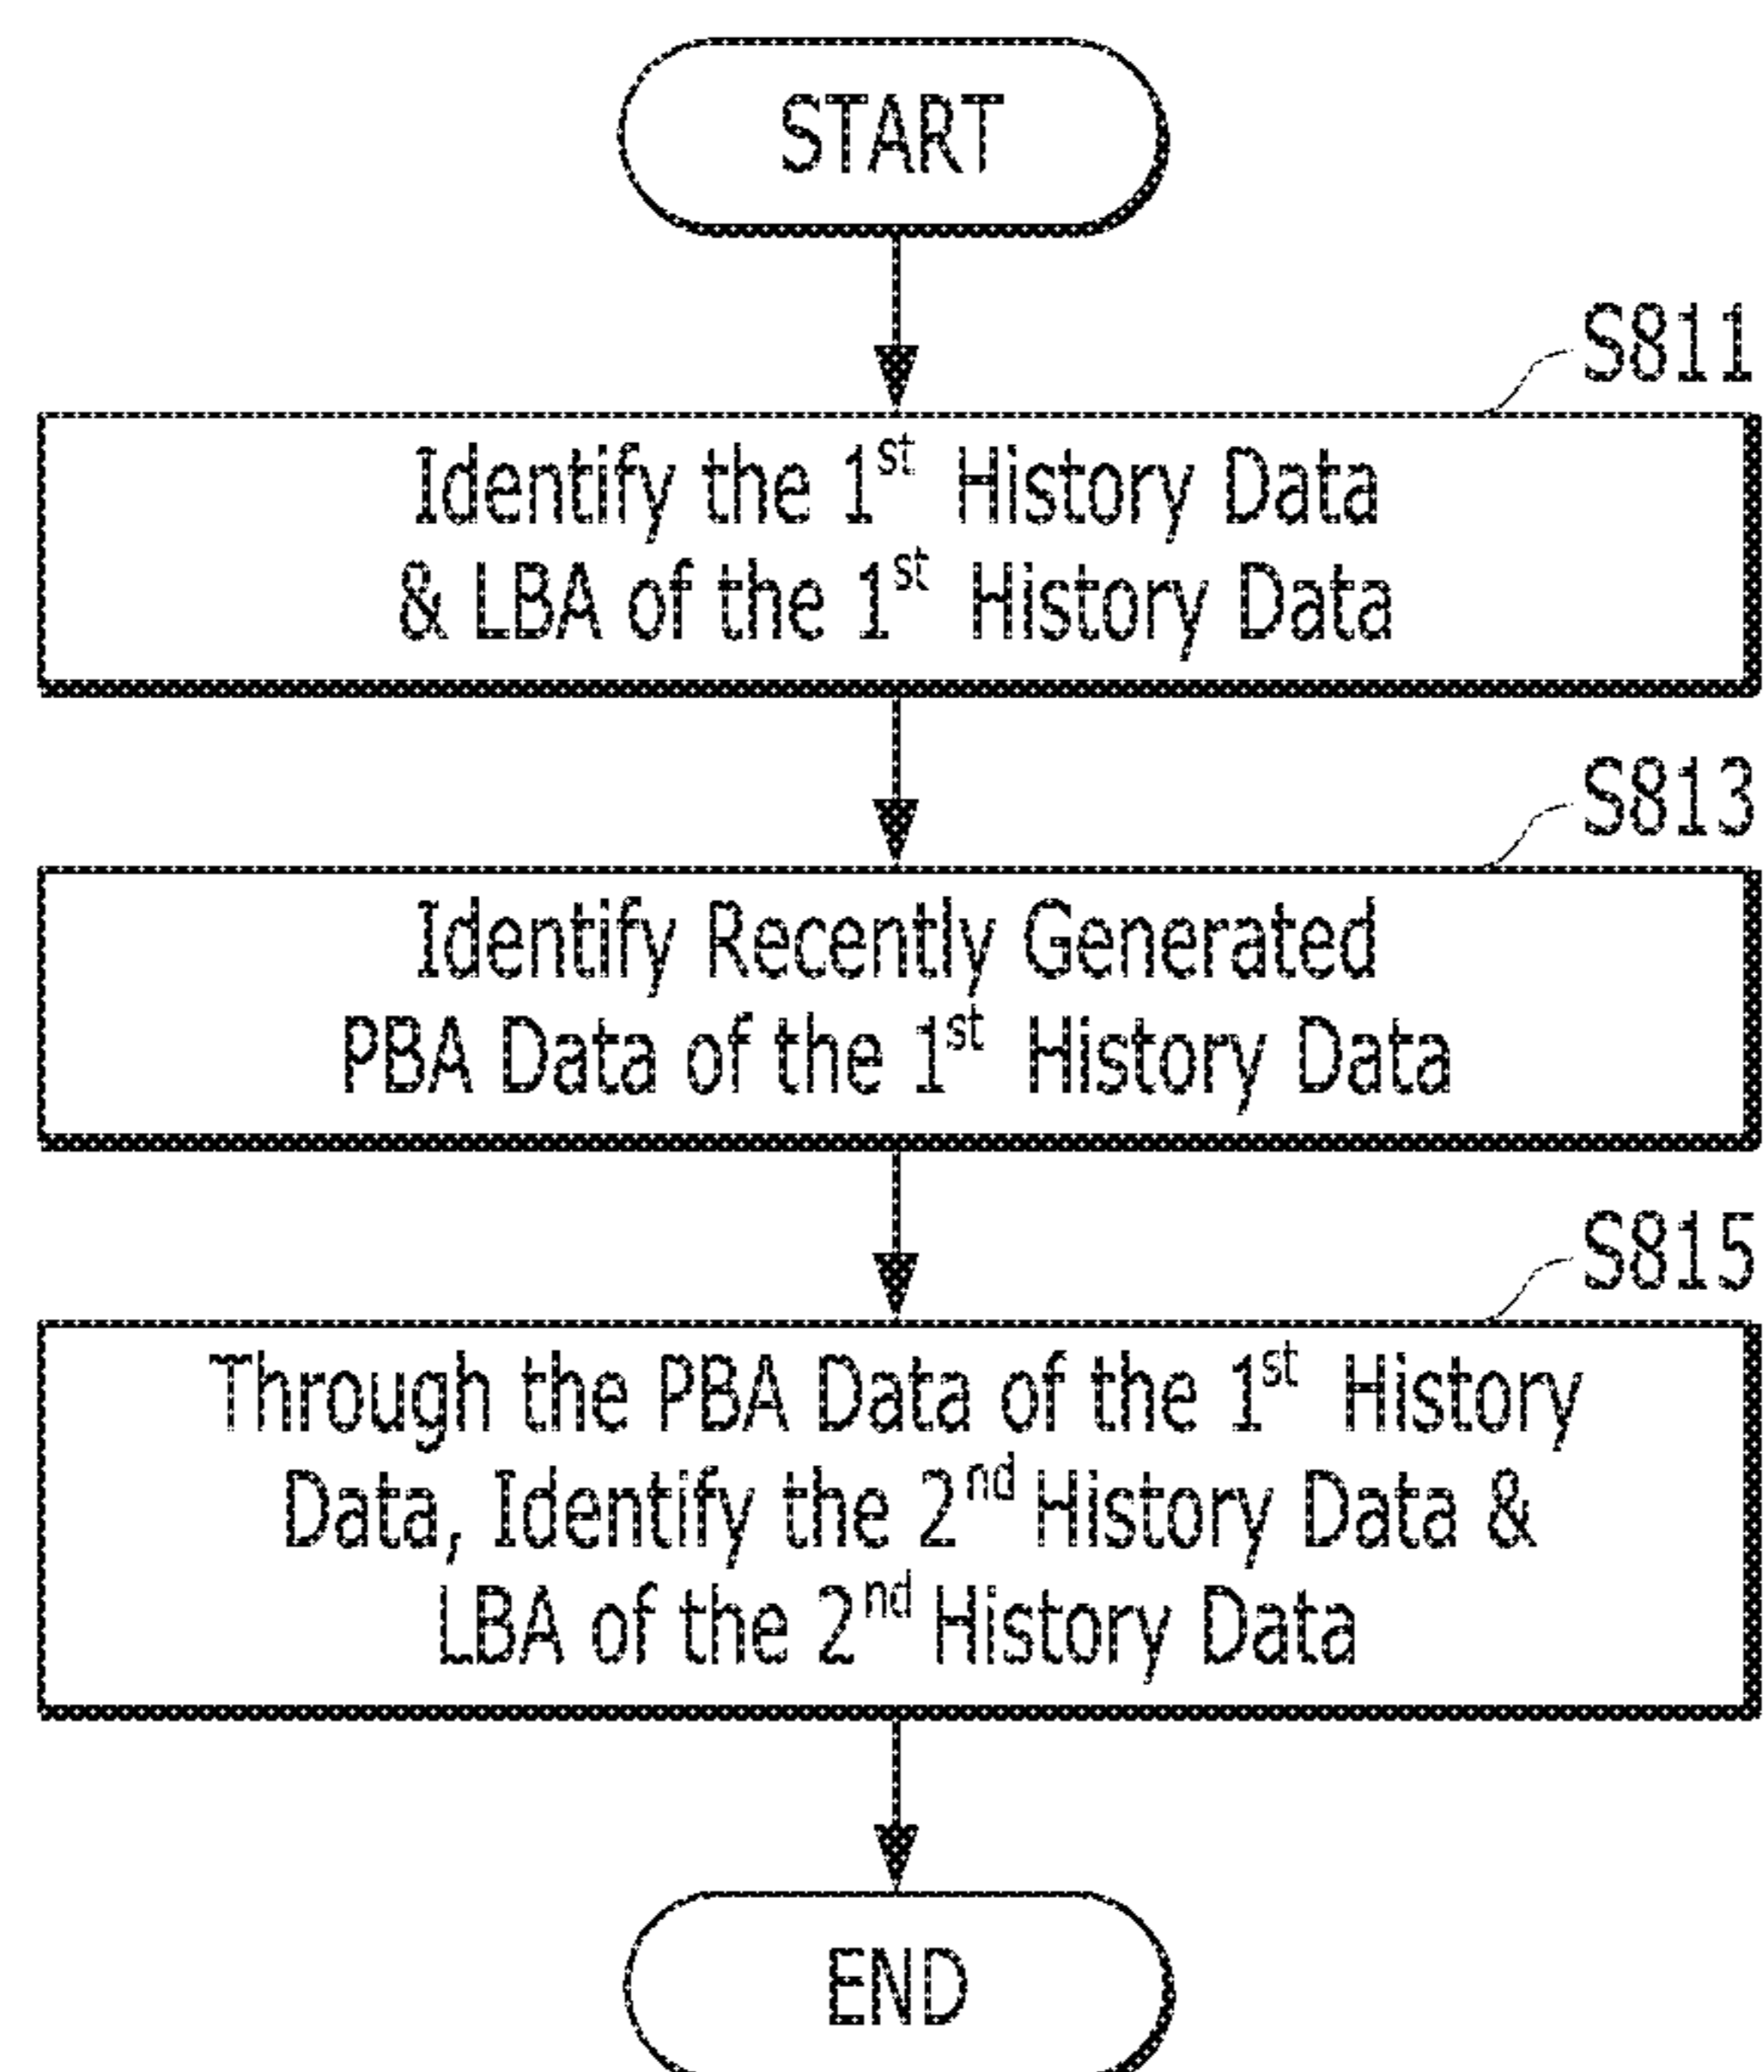 START
S811
Identify the 1st History Data
& LBA of the 1st History Data
S813
Identify Recently Generated
PBA Data of the 1st History Data
S815
Through the PBA Data of the 1st History
Data, Identify the 2nd History Data &
LBA of the 2nd History Data
END